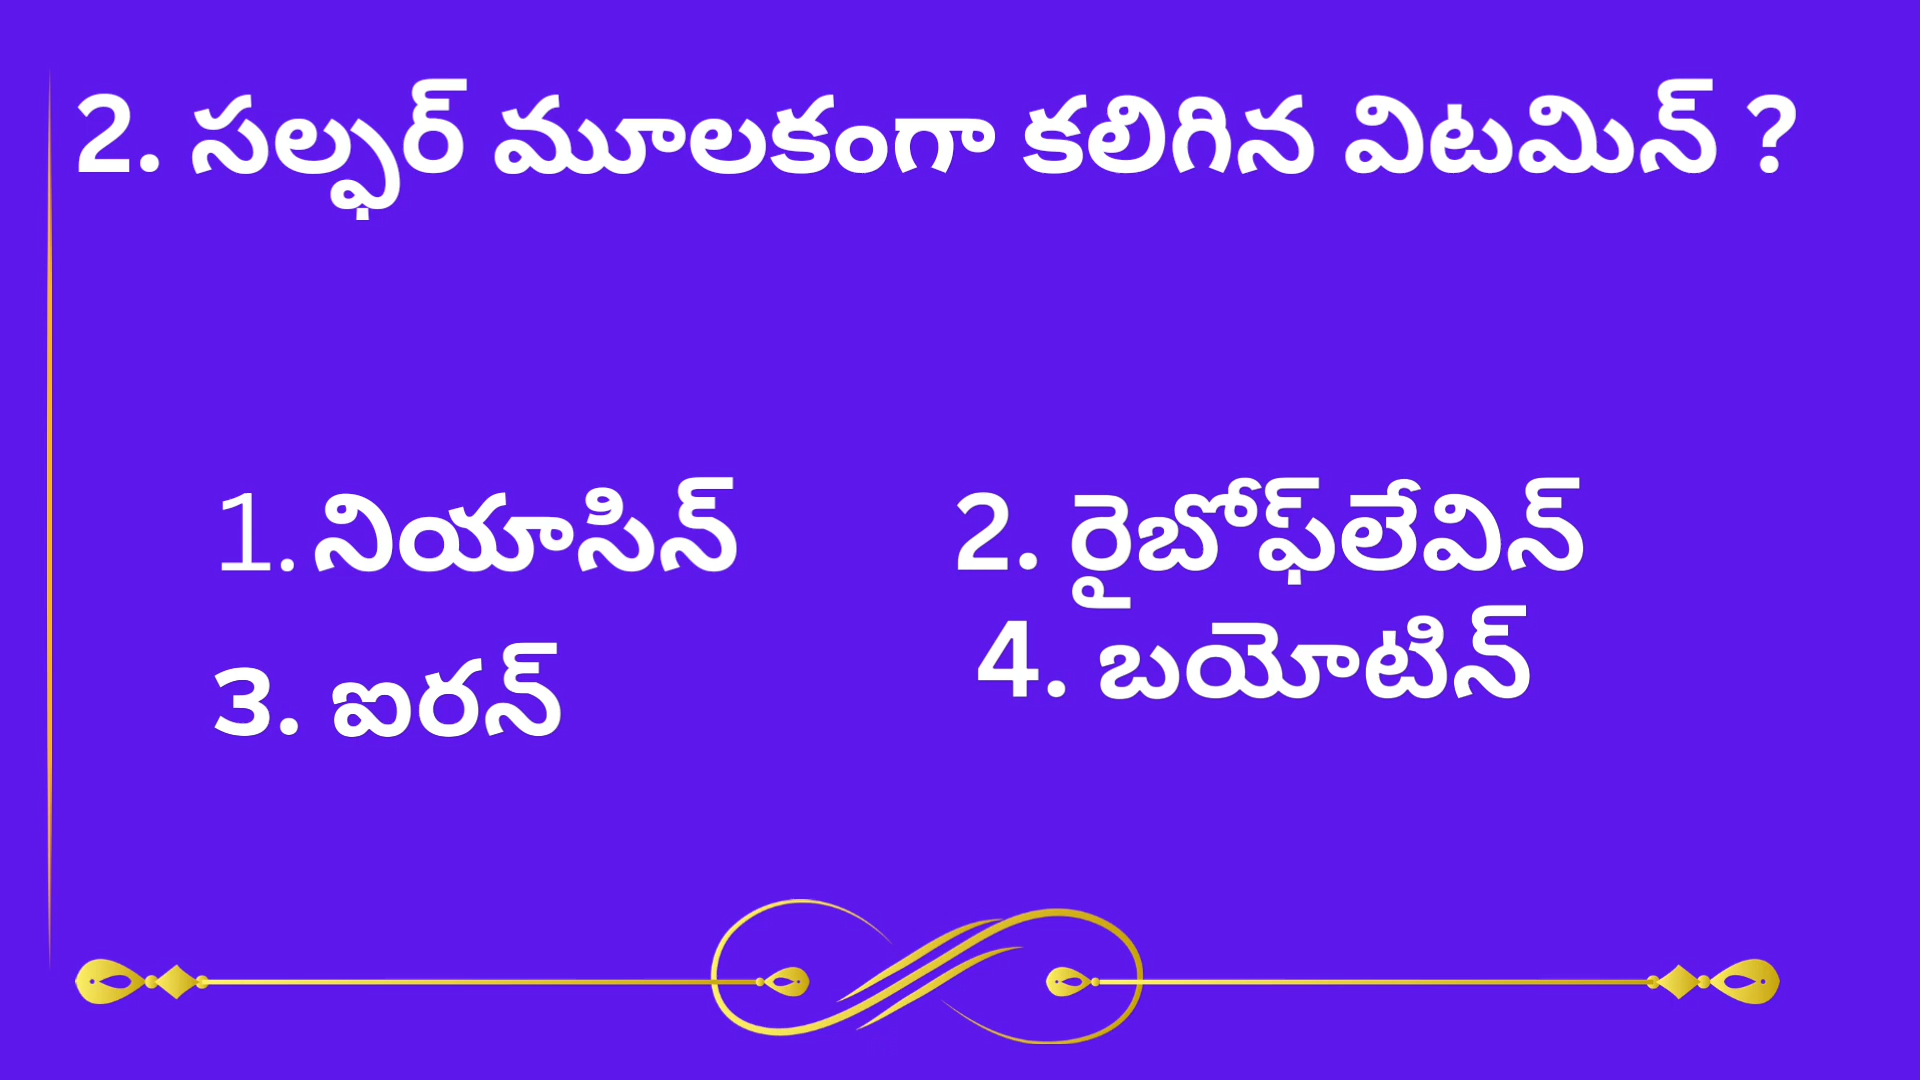 2. సల్ఫర్ మూలకంగా కలిగిన విటమిన్ ?
1. నియాసిన్
2. రైబోఫ్‌లేవిన్
3. ఐరన్
4. బయోటిన్